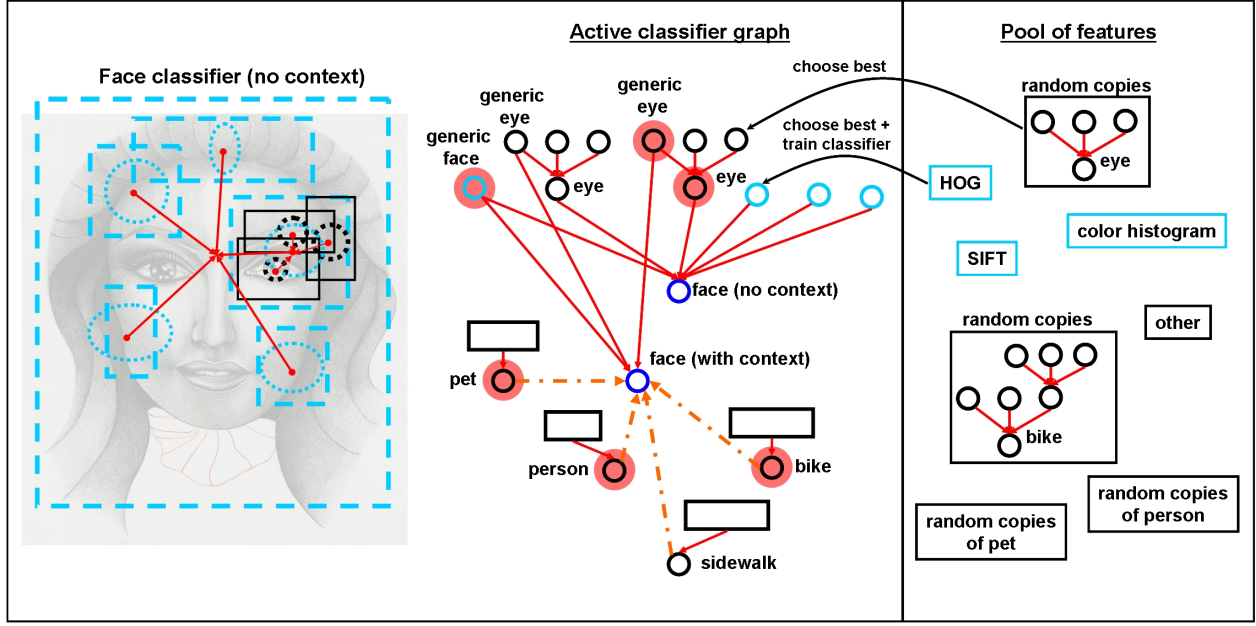 Face classifier (no context)
Active classifier graph
generic
eye
generic
face
generic
eye
eye
eye
choose best
choose best +
train classifier
face (no context)
face (with context)
pet
person
bike
sidewalk
Pool of features
random copies
eye
HOG
color histogram
SIFT
other
random copies
bike
random copies
of person
random copies
of pet